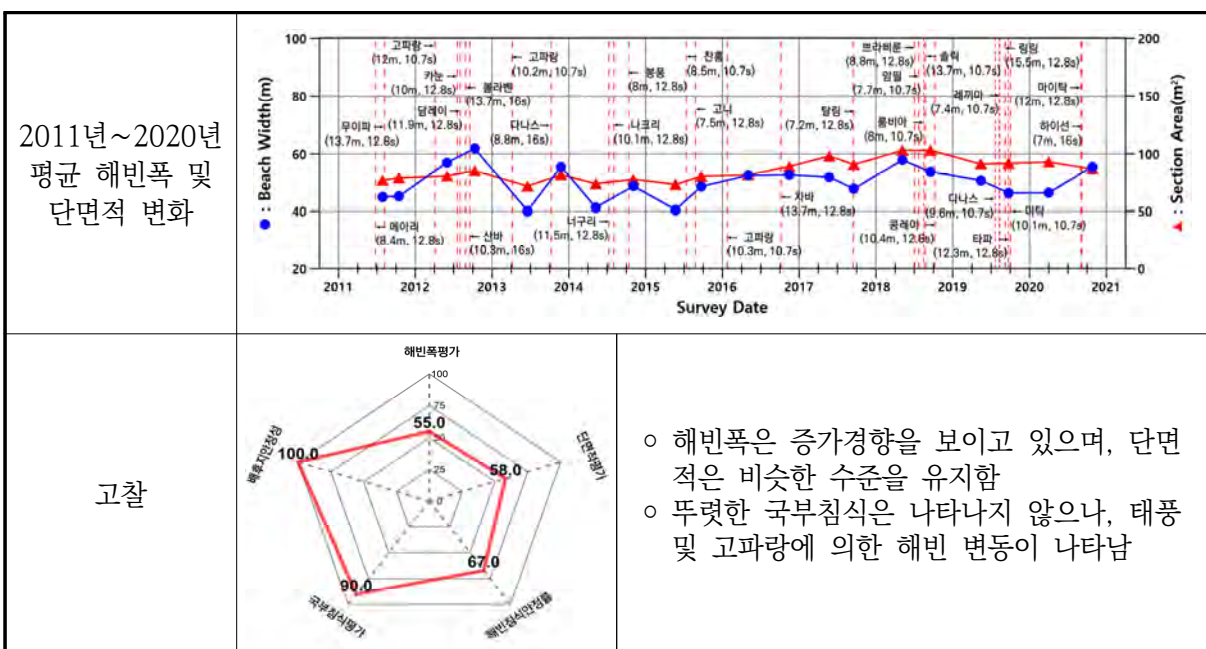 2011년~2020년
평균 해빈폭 및
단면적 변화
● : Beach Width(m)
100
80
60
40
20
▲ : Section Area(m²)
200
150
100
50
0
고파랑→
(12m, 10.7s)
카눈→
(10m, 12.8s)
담레이→
(11.9m, 12.8s)
무이파→
(13.7m, 12.8s)
←메아리
(8.4m, 12.8s)
←볼라벤
(13.7m, 16s)
←산바
(10.3m, 16s)
←고파랑
(10.2m, 10.7s)
다나스→
(8.8m, 16s)
너구리→
(11.5m, 12.8s)
←나크리
(10.1m, 12.8s)
←봉퐁
(8m, 12.8s)
←찬홈
(8.5m, 10.7s)
←고니
(7.5m, 12.8s)
←고파랑
(10.3m, 10.7s)
←차바
(13.7m, 12.8s)
탈림→
(7.2m, 12.8s)
쁘라삐룬→
(8.8m, 12.8s)
암필→
(7.7m, 10.7s)
룸비아→
(8m, 10.7s)
콩레이→
(10.4m, 12.8s)
←솔릭
(13.7m, 10.7s)
레끼마→
(7.4m, 10.7s)
다나스→
(9.6m, 10.7s)
타파→
(12.3m, 12.8s)
←링링
(15.5m, 12.8s)
←미탁
(10.1m, 10.7s)
마이탁→
(12m, 12.8s)
하이선→
(7m, 16s)
2011 2012 2013 2014 2015 2016 2017 2018 2019 2020 2021
Survey Date
고찰
해빈폭평가
단면적평가
해빈침식안정률
국부침식평가
배후지안정성
100
75
50
25
0
55.0
58.0
67.0
90.0
100.0
○ 해빈폭은 증가경향을 보이고 있으며, 단면
적은 비슷한 수준을 유지함
○ 뚜렷한 국부침식은 나타나지 않으나, 태풍
및 고파랑에 의한 해빈 변동이 나타남